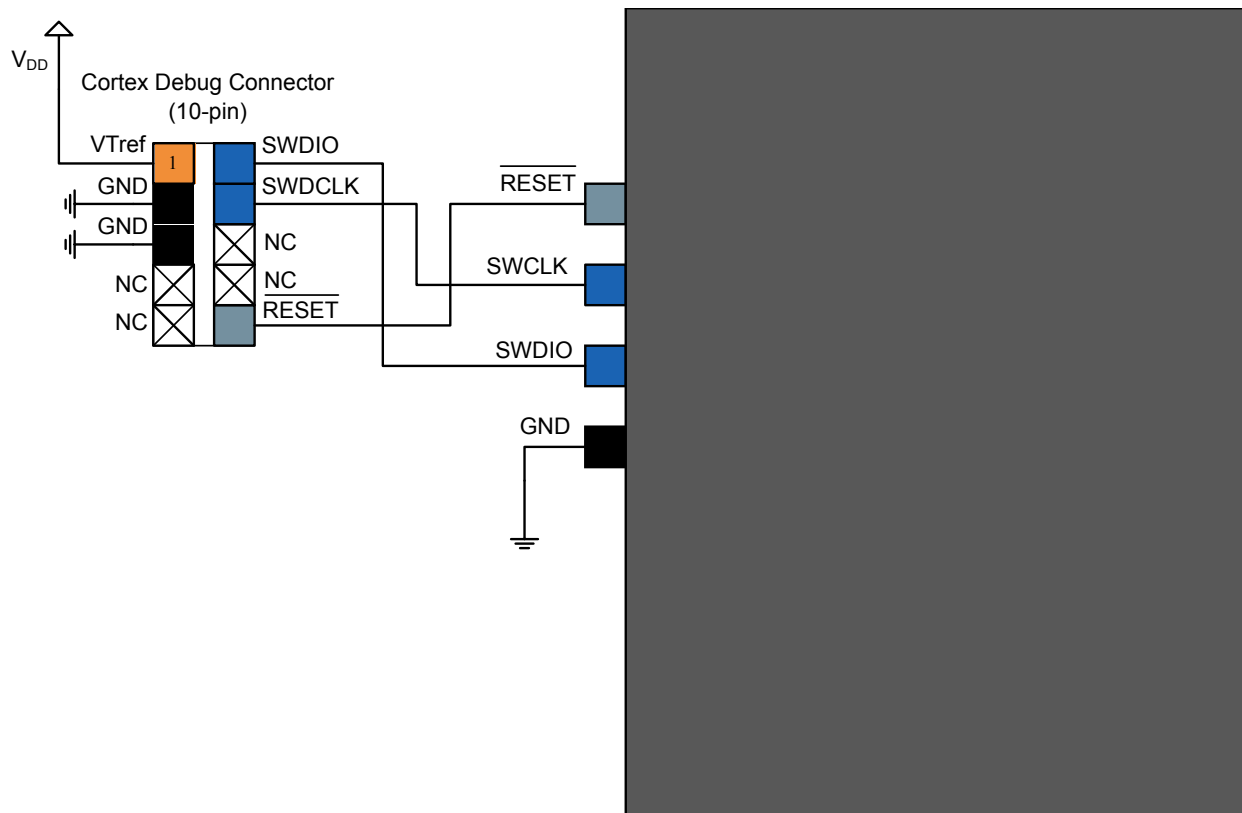 V_DD
Cortex Debug Connector
(10-pin)
VTref
1
SWDIO
GND
SWDCLK
GND
NC
NC
NC
NC
RESET
RESET
SWCLK
SWDIO
GND